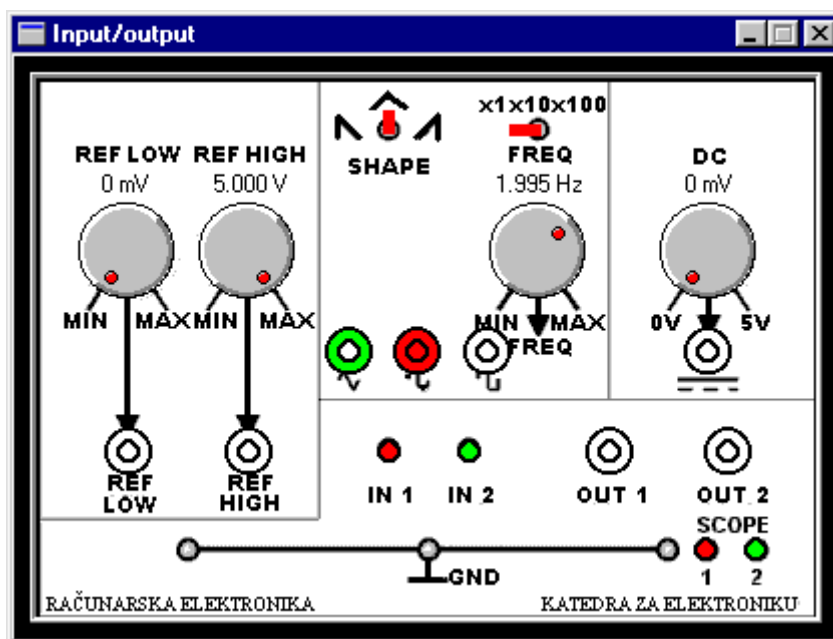 Input/output
x1x10x100
REF LOW REF HIGH
FREQ
DC
SHAPE
0 mV
5.000 V
1.995 Hz
0 mV
MIN
MAX
MIN
MAX
MIN
MAX
0V
5V
FREQ
REF
LOW
REF
HIGH
IN 1
IN 2
OUT 1
OUT 2
SCOPE
GND
1
2
RAČUNARSKA ELEKTRONIKA
KATEDRA ZA ELEKTRONIKU